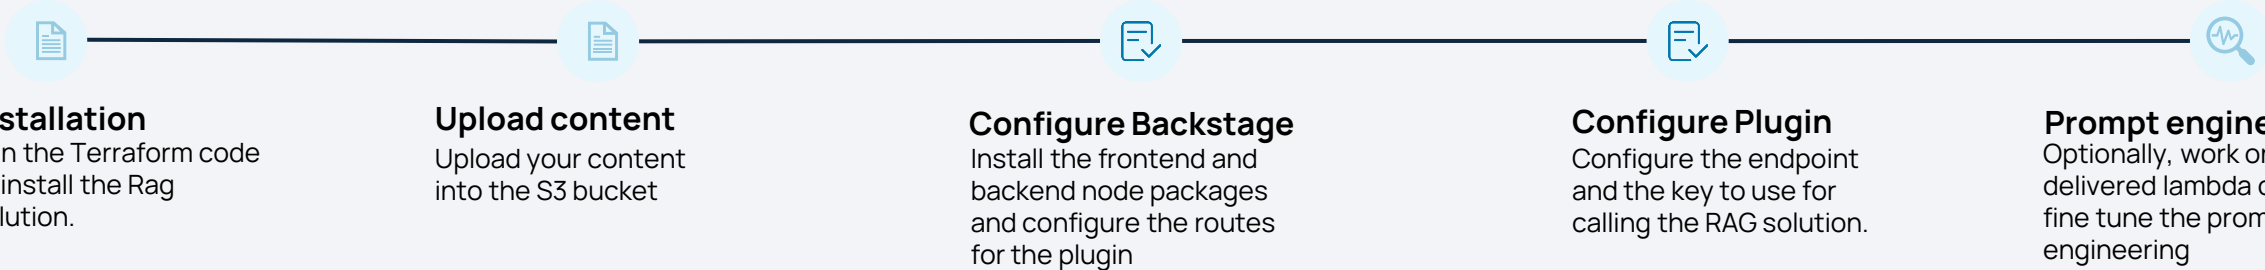 stallation
n the Terraform code
install the Rag
lution.
Upload content
Upload your content
into the S3 bucket
Configure Backstage
Install the frontend and
backend node packages
and configure the routes
for the plugin
Configure Plugin
Configure the endpoint
and the key to use for
calling the RAG solution.
Prompt engine
Optionally, work o
delivered lambda
fine tune the prom
engineering